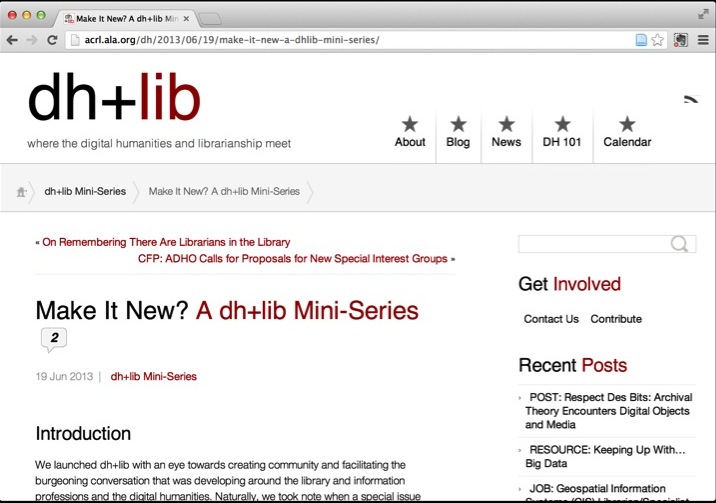 Make It New? A dh+lib Min
acrl.ala.org/dh/2013/06/19/make-it-new-a-dhlib-mini-series/
dh+lib
where the digital humanities and librarianship meet
About Blog News DH 101 Calendar
dh+lib Mini-Series Make It New? A dh+lib Mini-Series
« On Remembering There Are Librarians in the Library
CFP: ADHO Calls for Proposals for New Special Interest Groups »
Make It New? A dh+lib Mini-Series
2
19 Jun 2013 | dh+lib Mini-Series
Introduction
We launched dh+lib with an eye towards creating community and facilitating the
burgeoning conversation that was developing around the library and information
professions and the digital humanities. Naturally, we took note when a special issue
Get Involved
Contact Us Contribute
Recent Posts
› POST: Respect Des Bits: Archival
Theory Encounters Digital Objects
and Media
› RESOURCE: Keeping Up With…
Big Data
› JOB: Geospatial Information
Systems (GIS) Librarian/Specialist